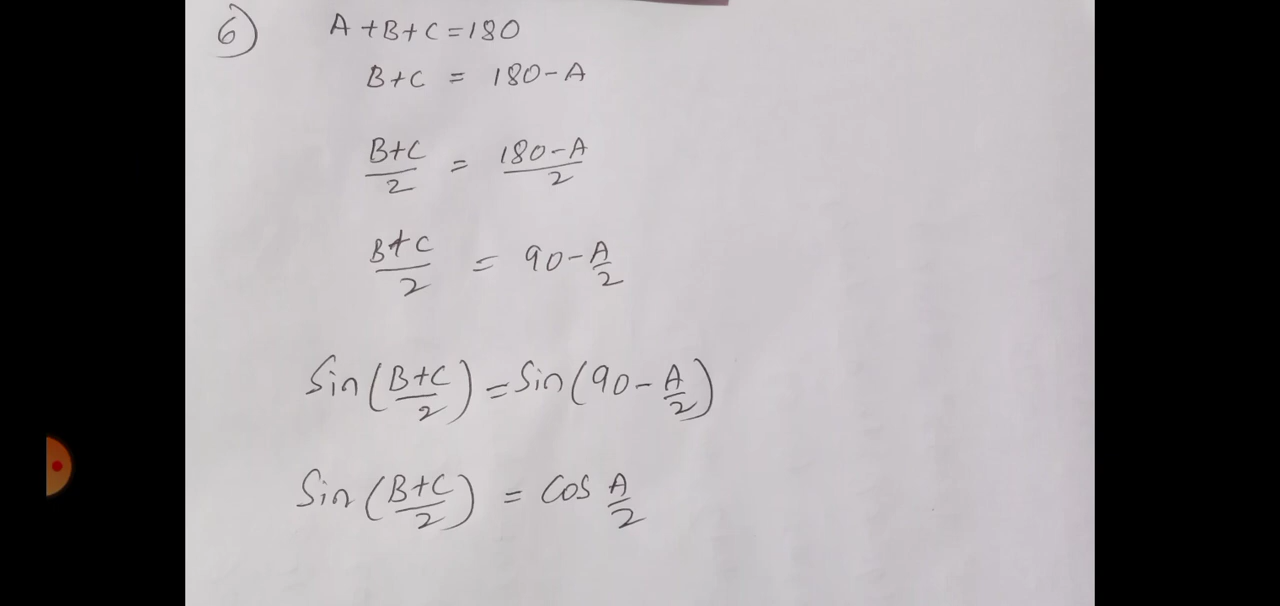 6)
A+B+C=180
B+C = 180-A
B+C/2 = 180-A/2
B+C/2 = 90-A/2
Sin(B+C/2)=Sin(90-A/2)
Sin(B+C/2) = Cos A/2